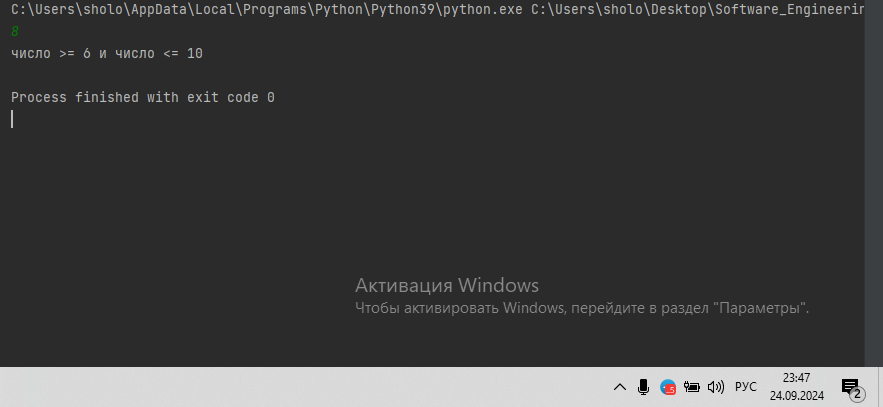 C:\Users\sholo\AppData\Local\Programs\Python\Python39\python.exe C:\Users\sholo\Desktop\Software_Engineerin
8
число >= 6 и число <= 10
Process finished with exit code 0
Активация Windows
Чтобы активировать Windows, перейдите в раздел "Параметры".
РУС
23:47
24.09.2024
2